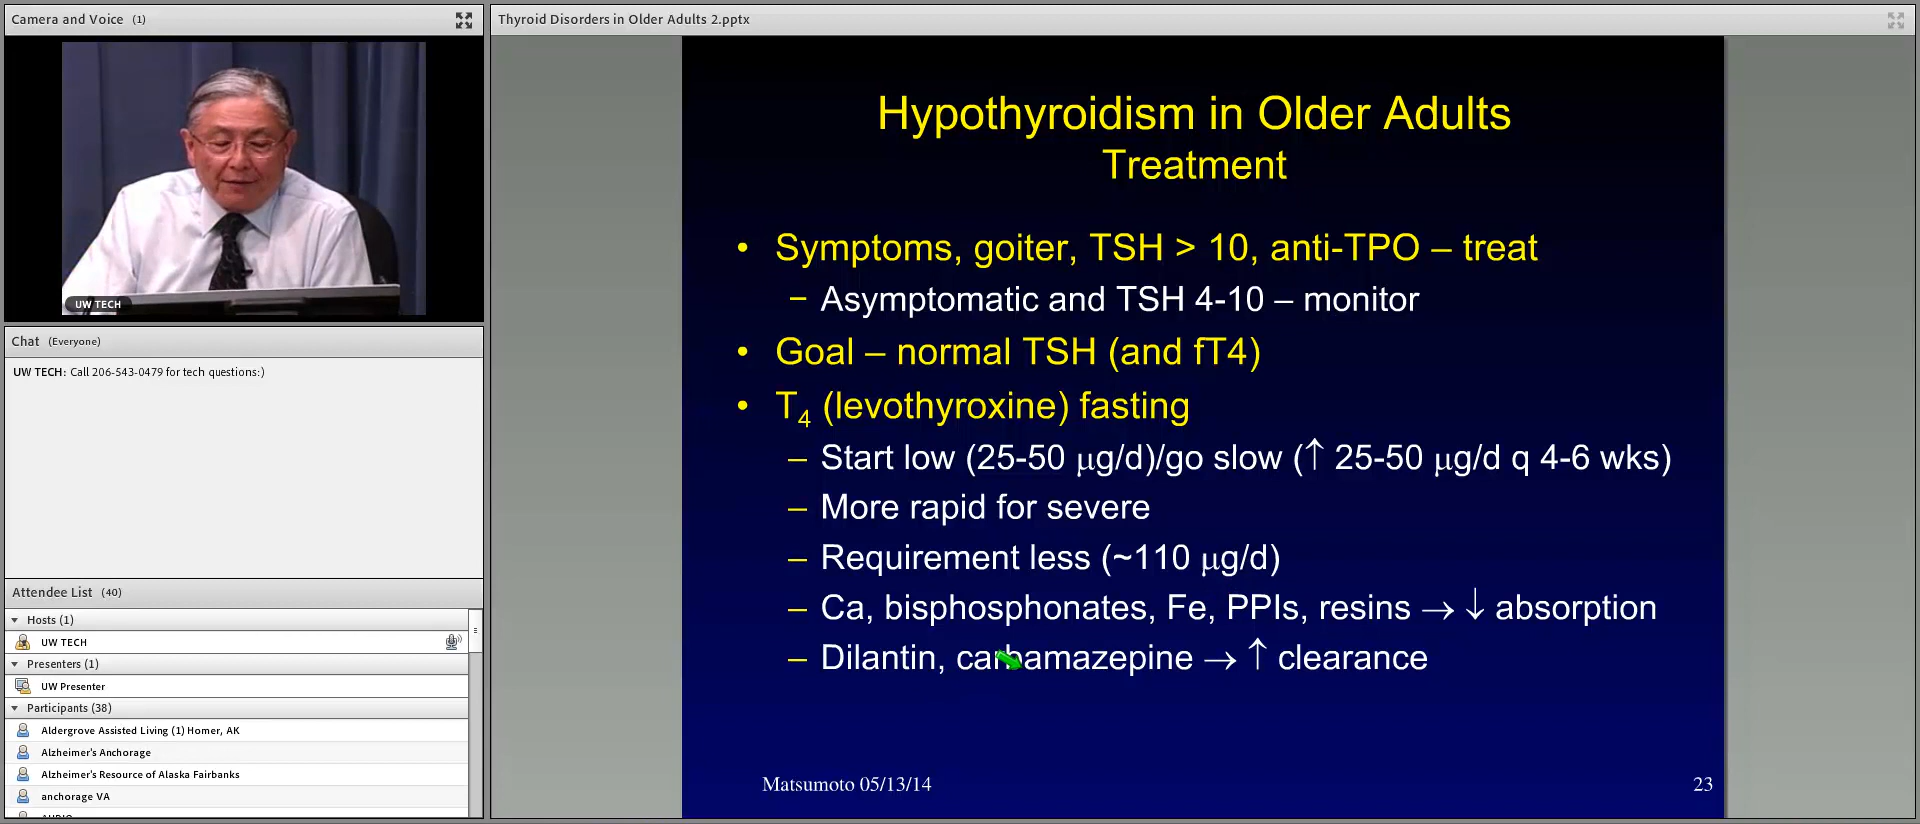 Camera and Voice (1)
UW TECH
Chat (Everyone)
UW TECH: Call 206-543-0479 for tech questions:)
Attendee List (40)
Hosts (1)
UW TECH
Presenters (1)
UW Presenter
Participants (38)
Aldergrove Assisted Living (1) Homer, AK
Alzheimer's Anchorage
Alzheimer's Resource of Alaska Fairbanks
anchorage VA
Thyroid Disorders in Older Adults 2.pptx
Hypothyroidism in Older Adults
Treatment
• Symptoms, goiter, TSH > 10, anti-TPO – treat
– Asymptomatic and TSH 4-10 – monitor
• Goal – normal TSH (and fT4)
• T₄ (levothyroxine) fasting
– Start low (25-50 μg/d)/go slow (↑ 25-50 μg/d q 4-6 wks)
– More rapid for severe
– Requirement less (~110 μg/d)
– Ca, bisphosphonates, Fe, PPIs, resins → ↓ absorption
– Dilantin, carbamazepine → ↑ clearance
Matsumoto 05/13/14
23